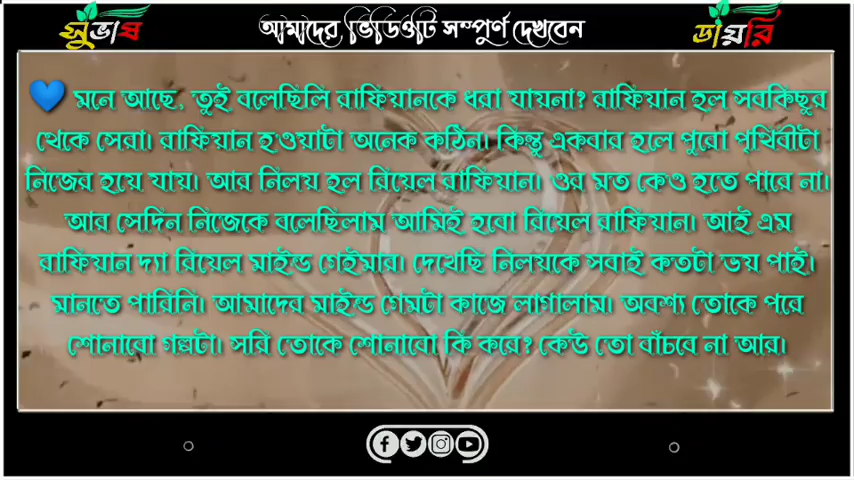 সুভাষ
আমাদের ভিডিওটি সম্পুর্ণ দেখবেন
ডায়রি
💙 মনে আছে, তুই বলেছিলি রাফিয়ানকে ধরা যায়না? রাফিয়ান হল সবকিছুর
থেকে সেরা। রাফিয়ান হওয়াটা অনেক কঠিন। কিন্তু একবার হলে পুরো পৃথিবীটা
নিজের হয়ে যায়। আর নিলয় হল রিয়েল রাফিয়ান। ওর মত কেও হতে পারে না।
আর সেদিন নিজেকে বলেছিলাম আমিই হবো রিয়েল রাফিয়ান। আই এম
রাফিয়ান দ্যা রিয়েল মাইন্ড গেইমার। দেখেছি নিলয়কে সবাই কতটা ভয় পাই।
মানতে পারিনি। আমাদের মাইন্ড গেমটা কাজে লাগালাম। অবশ্য তোকে পরে
শোনাবো গল্পটা। সরি তোকে শোনাবো কি করে? কেউ তো বাঁচবে না আর।